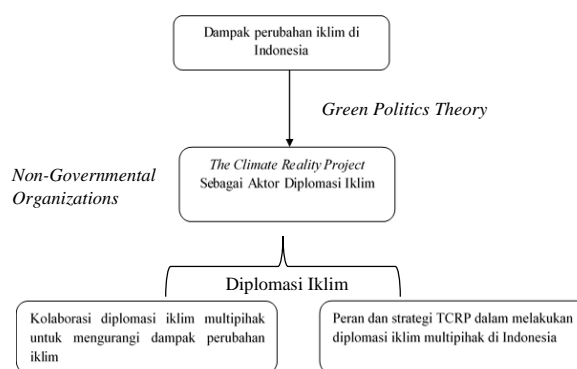 Dampak perubahan iklim di
Indonesia
Green Politics Theory
Non-Governmental
Organizations
The Climate Reality Project
Sebagai Aktor Diplomasi Iklim
Diplomasi Iklim
Kolaborasi diplomasi iklim multipihak
untuk mengurangi dampak perubahan
iklim
Peran dan strategi TCRP dalam melakukan
diplomasi iklim multipihak di Indonesia